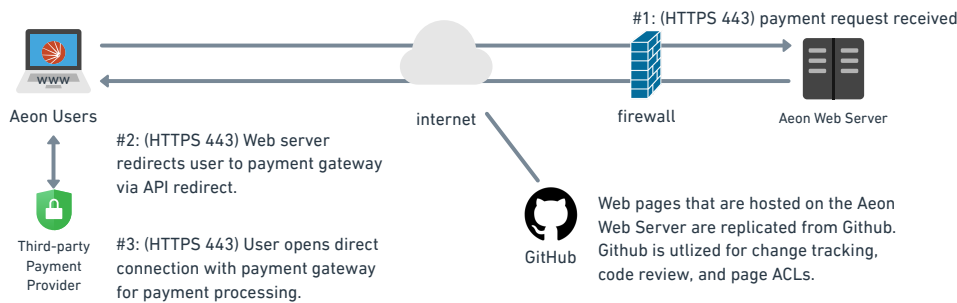 #1: (HTTPS 443) payment request received
www
Aeon Users
internet
firewall
Aeon Web Server
#2: (HTTPS 443) Web server
redirects user to payment gateway
via API redirect.
Third-party
Payment
Provider
#3: (HTTPS 443) User opens direct
connection with payment gateway
for payment processing.
GitHub
Web pages that are hosted on the Aeon
Web Server are replicated from Github.
Github is utlized for change tracking,
code review, and page ACLs.